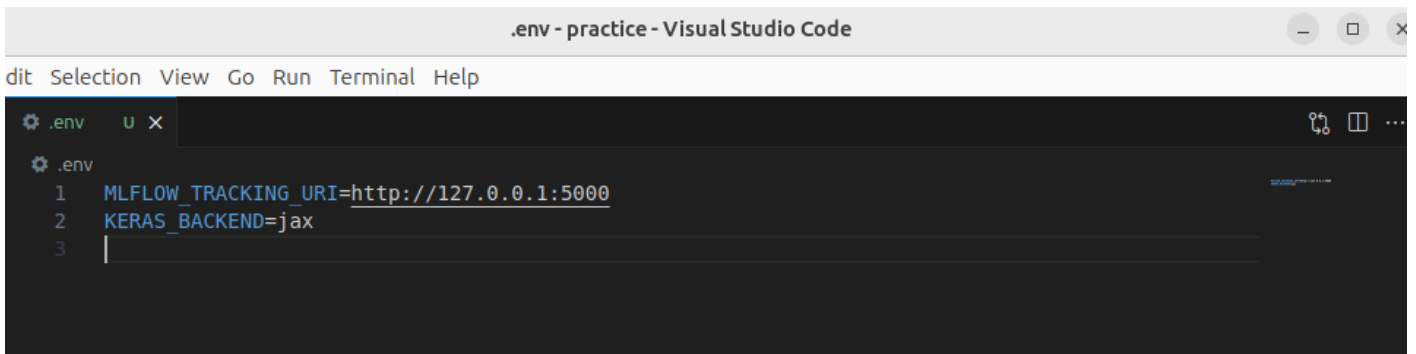 .env - practice - Visual Studio Code
dit Selection View Go Run Terminal Help
.env U
.env
1 MLFLOW_TRACKING_URI=http://127.0.0.1:5000
2 KERAS_BACKEND=jax
3